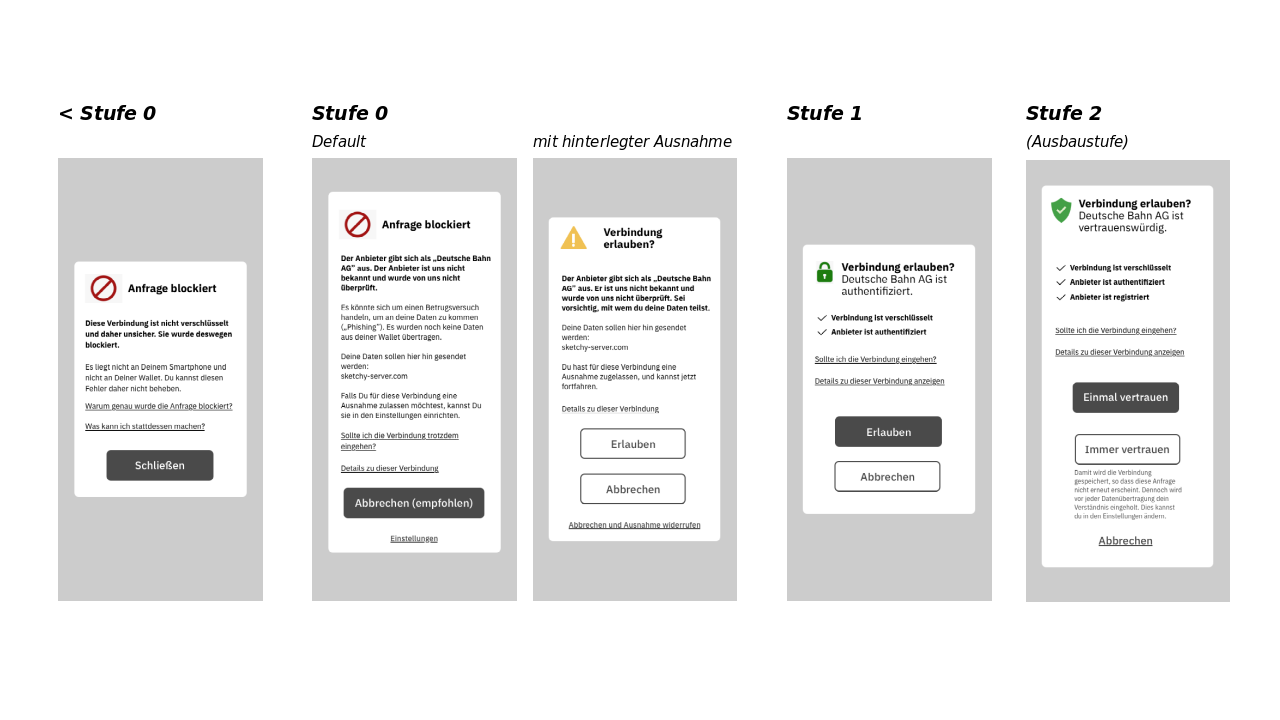 < Stufe 0
Anfrage blockiert
Diese Verbindung ist nicht verschlüsselt
und daher unsicher. Sie wurde deswegen
blockiert.
Es liegt nicht an Deinem Smartphone und
nicht an Deiner Wallet. Du kannst diesen
Fehler daher nicht beheben.
Warum genau wurde die Anfrage blockiert?
Was kann ich stattdessen machen?
Schließen
Stufe 0
Default
Anfrage blockiert
Der Anbieter gibt sich als „Deutsche Bahn
AG“ aus. Der Anbieter ist uns nicht
bekannt und wurde von uns nicht
überprüft.
Es könnte sich um einen Betrugsversuch
handeln, um an deine Daten zu kommen
(„Phishing“). Es wurden noch keine Daten
aus deiner Wallet übertragen.
Deine Daten sollen hier hin gesendet
werden:
sketchy-server.com
Falls Du für diese Verbindung eine
Ausnahme zulassen möchtest, kannst Du
sie in den Einstellungen einrichten.
Sollte ich die Verbindung trotzdem
eingehen?
Details zu dieser Verbindung
Abbrechen (empfohlen)
Einstellungen
mit hinterlegter Ausnahme
Verbindung
erlauben?
Der Anbieter gibt sich als „Deutsche Bahn
AG“ aus. Er ist uns nicht bekannt und
wurde von uns nicht überprüft. Sei
vorsichtig, mit wem du deine Daten teilst.
Deine Daten sollen hier hin gesendet
werden:
sketchy-server.com
Du hast für diese Verbindung eine
Ausnahme zugelassen, und kannst jetzt
fortfahren.
Details zu dieser Verbindung
Erlauben
Abbrechen
Abbrechen und Ausnahme widerrufen
Stufe 1
Verbindung erlauben?
Deutsche Bahn AG ist
authentifiziert.
Verbindung ist verschlüsselt
Anbieter ist authentifiziert
Sollte ich die Verbindung eingehen?
Details zu dieser Verbindung anzeigen
Erlauben
Abbrechen
Stufe 2
(Ausbaustufe)
Verbindung erlauben?
Deutsche Bahn AG ist
vertrauenswürdig.
Verbindung ist verschlüsselt
Anbieter ist authentifiziert
Anbieter ist registriert
Sollte ich die Verbindung eingehen?
Details zu dieser Verbindung anzeigen
Einmal vertrauen
Immer vertrauen
Damit wird die Verbindung
gespeichert, so dass diese Anfrage
nicht erneut erscheint. Dennoch wird
vor jeder Datenübertragung dein
Verständnis eingeholt. Dies kannst
du in den Einstellungen ändern.
Abbrechen